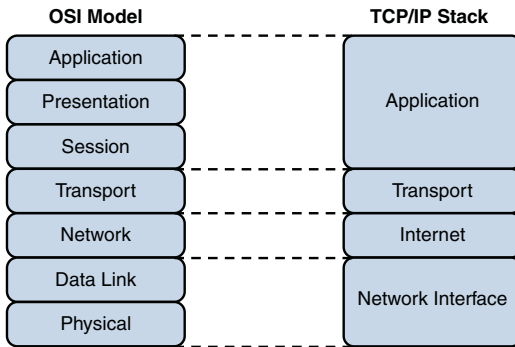 OSI Model
TCP/IP Stack
Application
Presentation
Session
Transport
Network
Data Link
Physical
Application
Transport
Internet
Network Interface